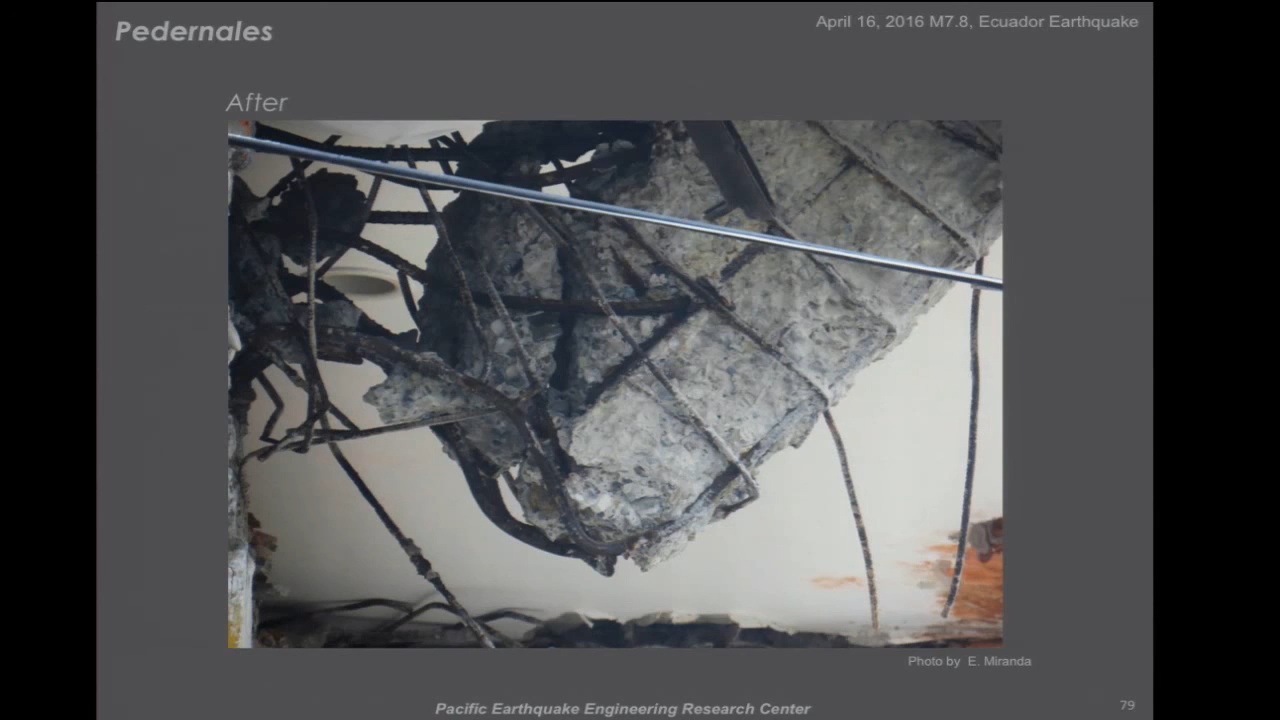 Pedernales
April 16, 2016 M7.8, Ecuador Earthquake
After
Photo by E. Miranda
Pacific Earthquake Engineering Research Center
79